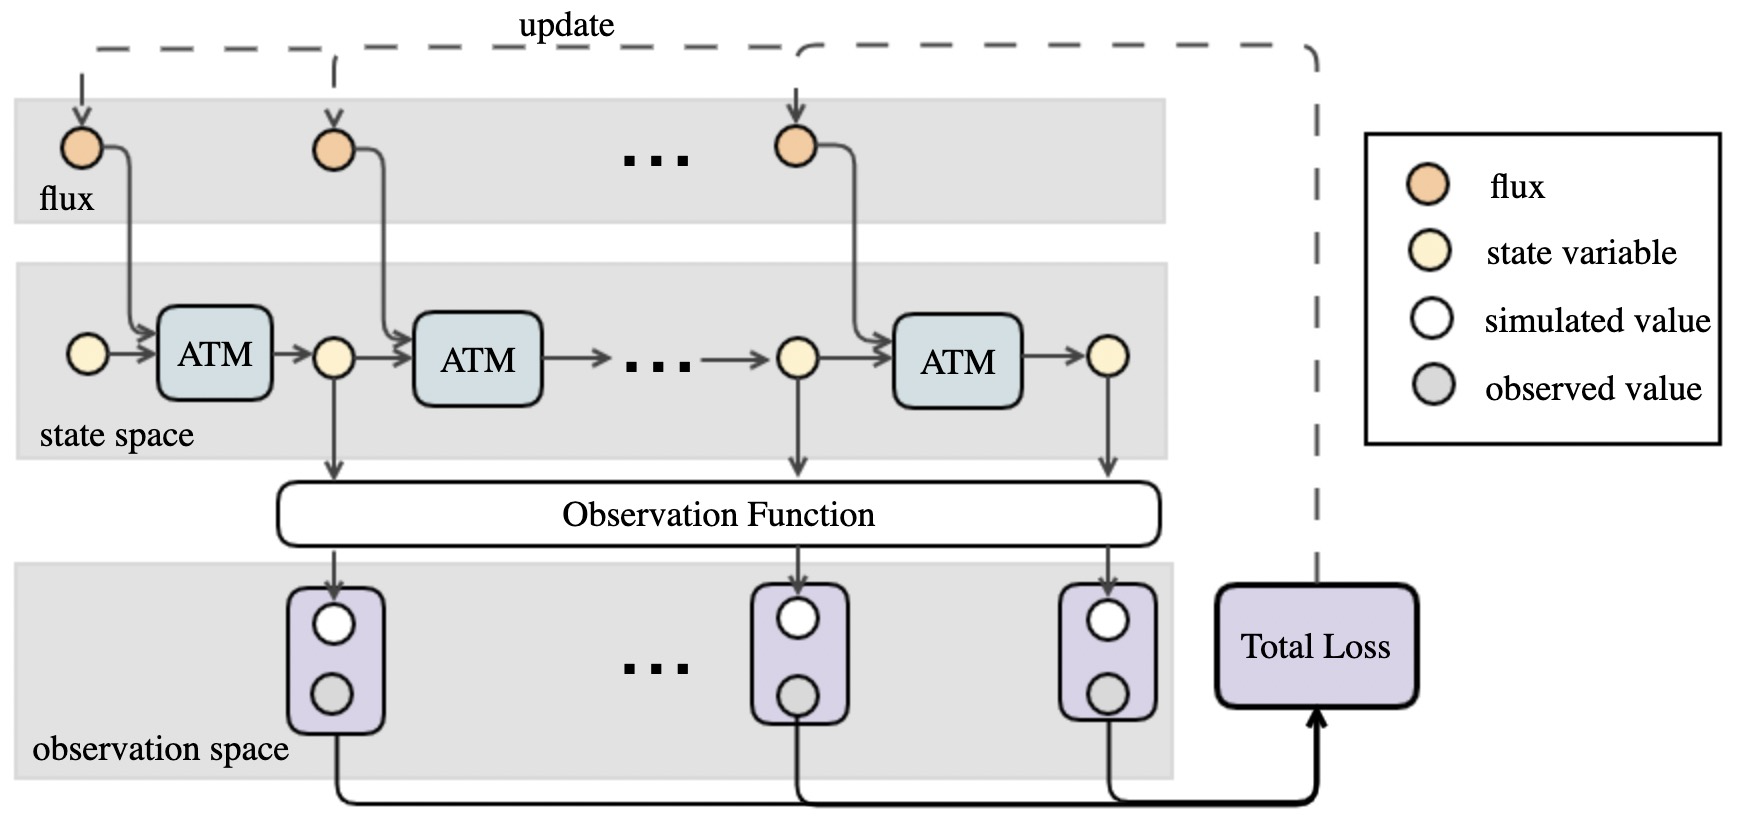 update
flux
ATM
ATM
ATM
state space
Observation Function
observation space
Total Loss
flux
state variable
simulated value
observed value